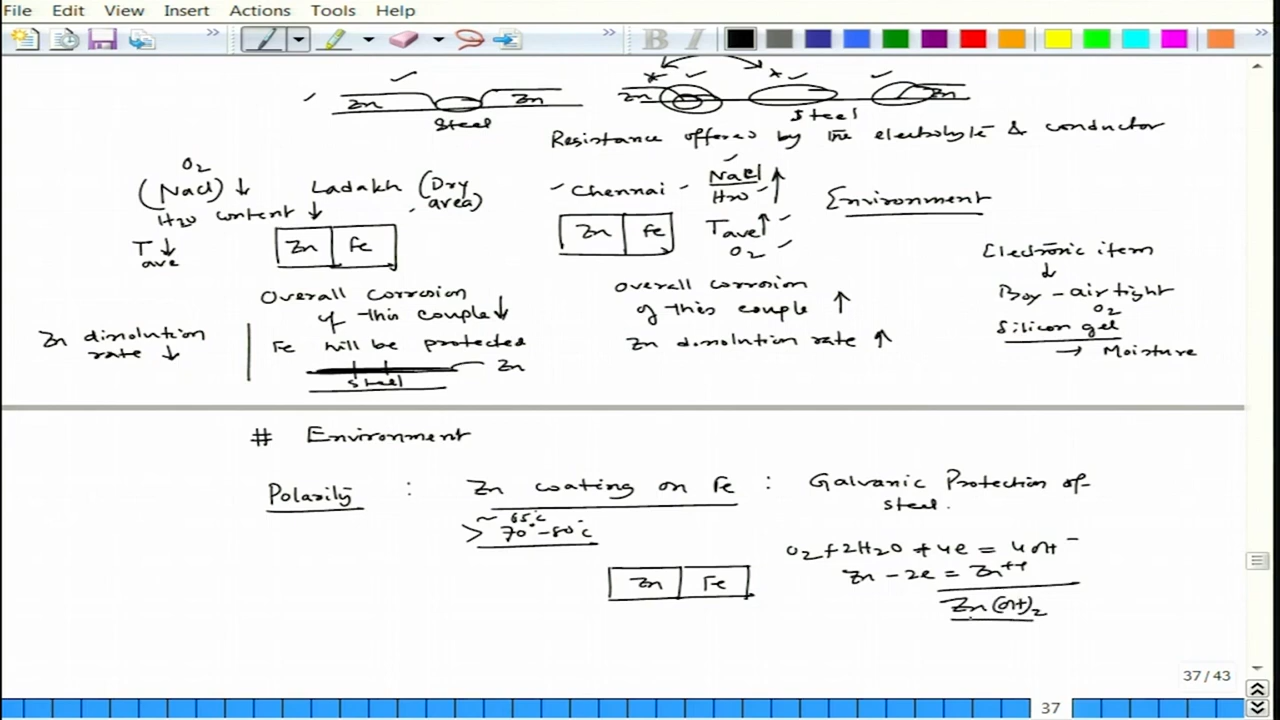 File Edit View Insert Actions Tools Help
B I
Zn Zn
Steel
Zn Zn
Steel
Resistance offered by the electrolyte & conductor
O2
(NaCl) ↓
H2O content ↓
T ave ↓
Ladakh (Dry area)
Zn Fe
Chennai - NaCl ↑
H2O
Tave ↑
O2
Zn Fe
Environment
Electronic item
↓
Box - air tight
O2
Silicon gel
→ Moisture
Overall corrosion
of this couple ↓
Fe will be protected
Zn
Steel
Zn dissolution
rate ↓
Overall corrosion
of this couple ↑
Zn dissolution rate ↑
# Environment
Polarity : Zn coating on Fe : Galvanic Protection of
steel.
~ 65°C
> 70°-80°C
Zn Fe
O2 + 2H2O + 4e = 4OH-
Zn - 2e = Zn++
Zn(OH)2
37 / 43
37